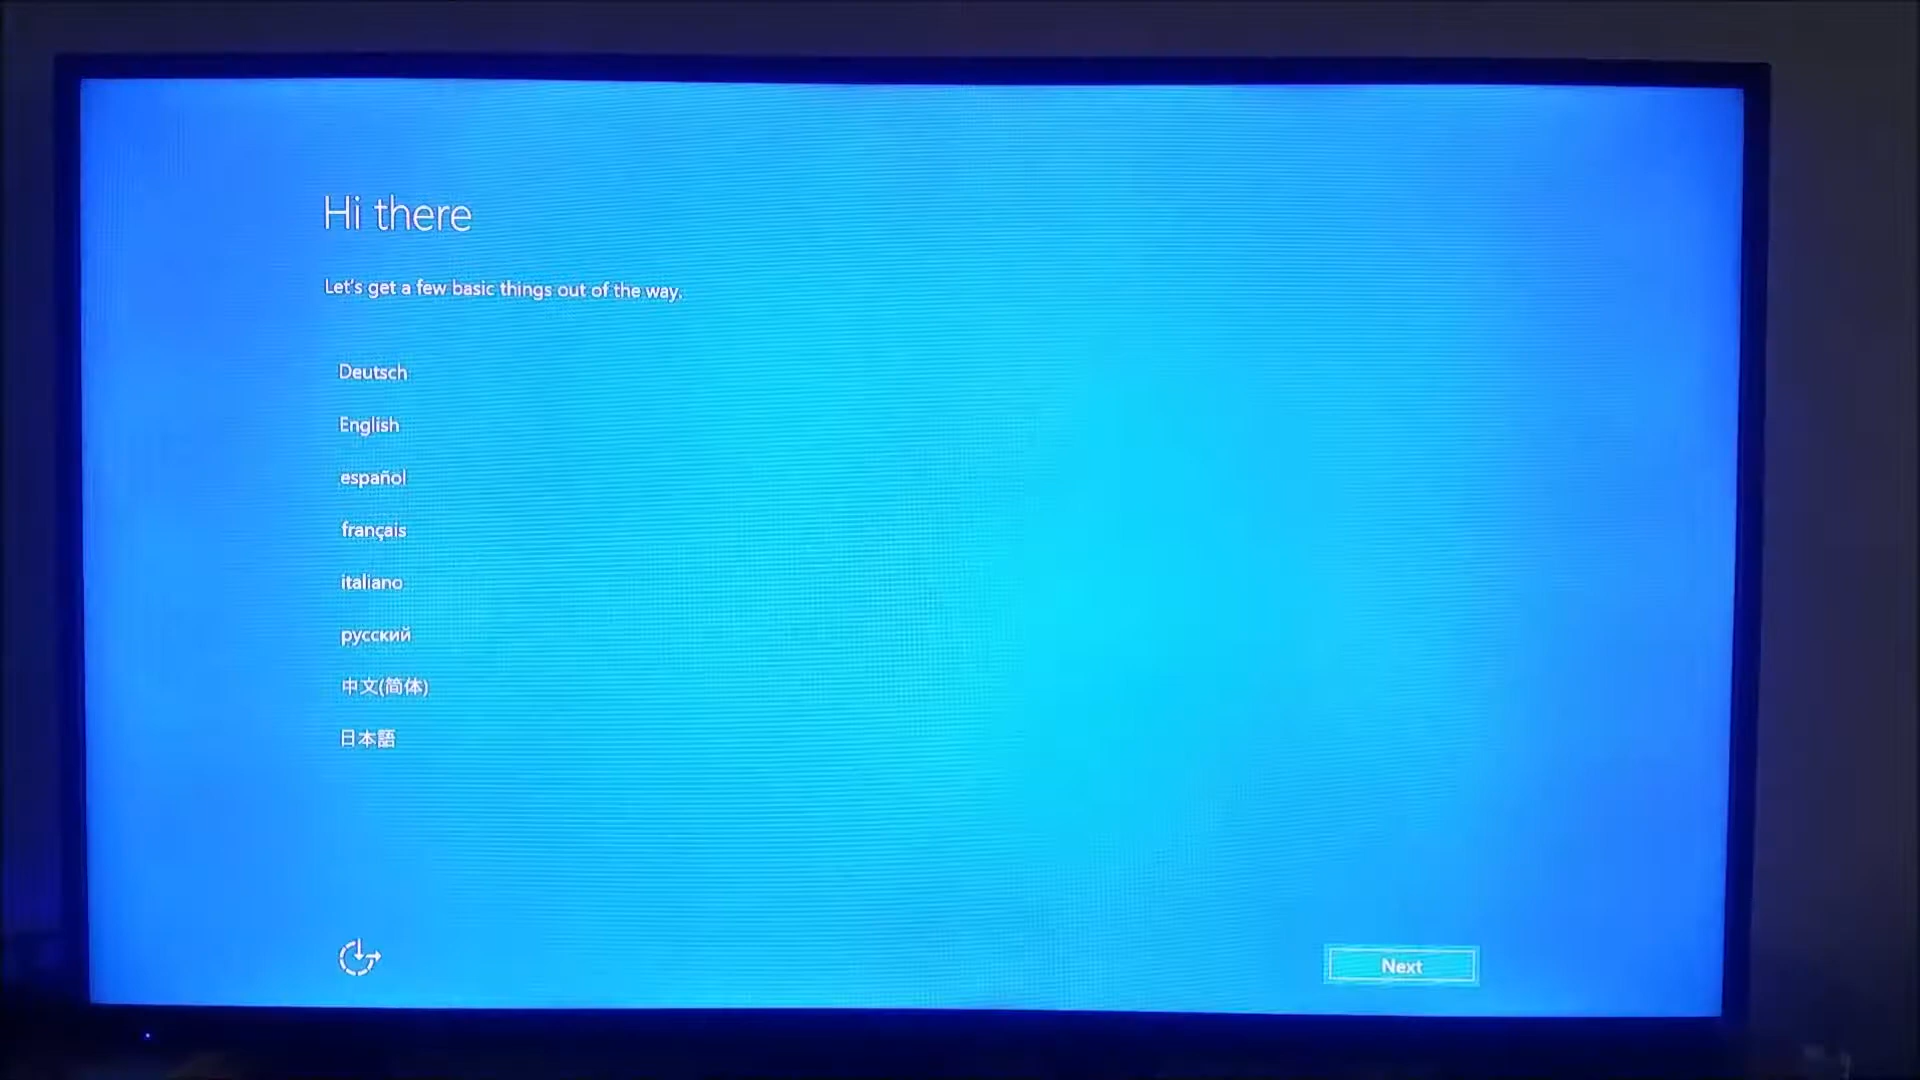 Hi there
Let's get a few basic things out of the way.
Deutsch
English
español
français
italiano
русский
中文(简体)
日本語
Next